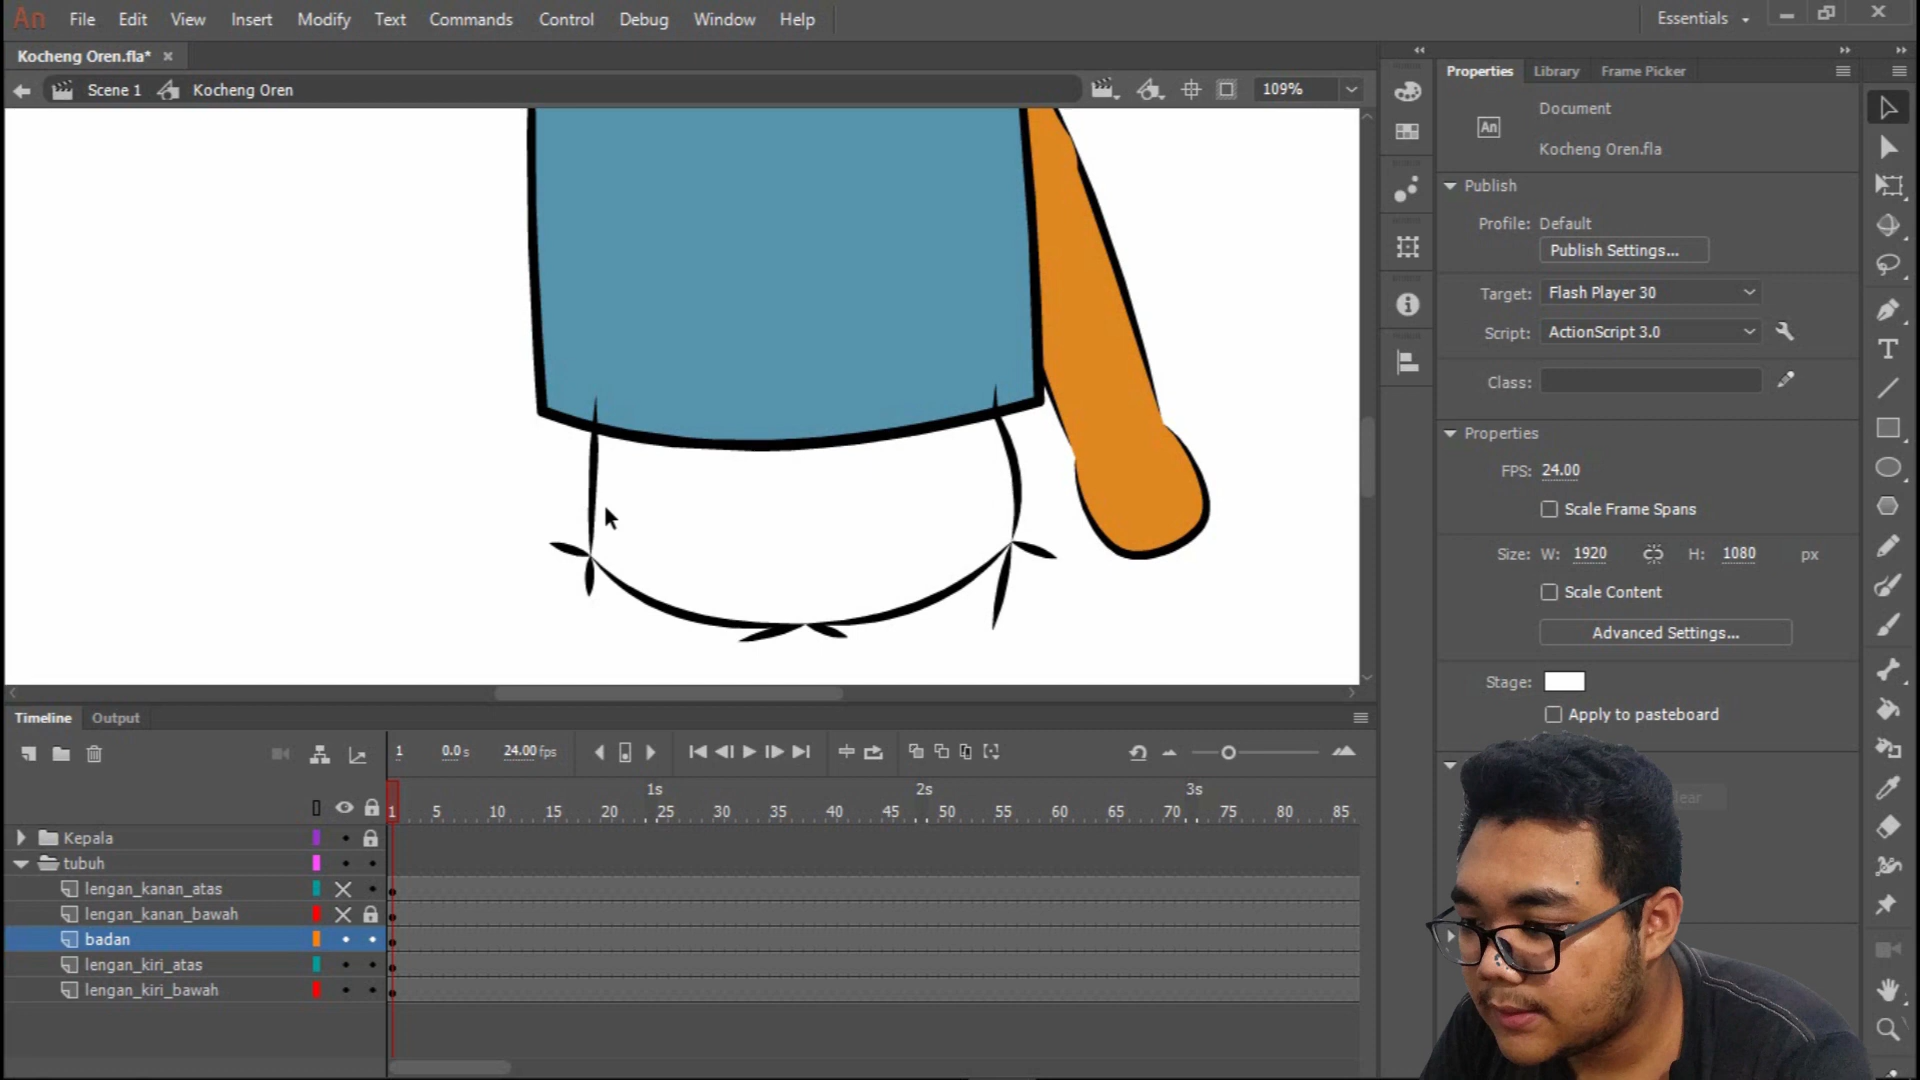 An File Edit View Insert Modify Text Commands Control Debug Window Help Essentials
Kocheng Oren.fla* ×
Scene 1 Kocheng Oren 109%
Properties Library Frame Picker
Document
An
Kocheng Oren.fla
Publish
Profile: Default
Publish Settings...
Target: Flash Player 30
Script: ActionScript 3.0
Class:
Properties
FPS: 24.00
Scale Frame Spans
Size: W: 1920 H: 1080 px
Scale Content
Advanced Settings...
Stage:
Apply to pasteboard
Timeline Output
1 0.0 s 24.00 fps
1s 2s 3s
1 5 10 15 20 25 30 35 40 45 50 55 60 65 70 75 80 85
Kepala
tubuh
lengan_kanan_atas
lengan_kanan_bawah
badan
lengan_kiri_atas
lengan_kiri_bawah